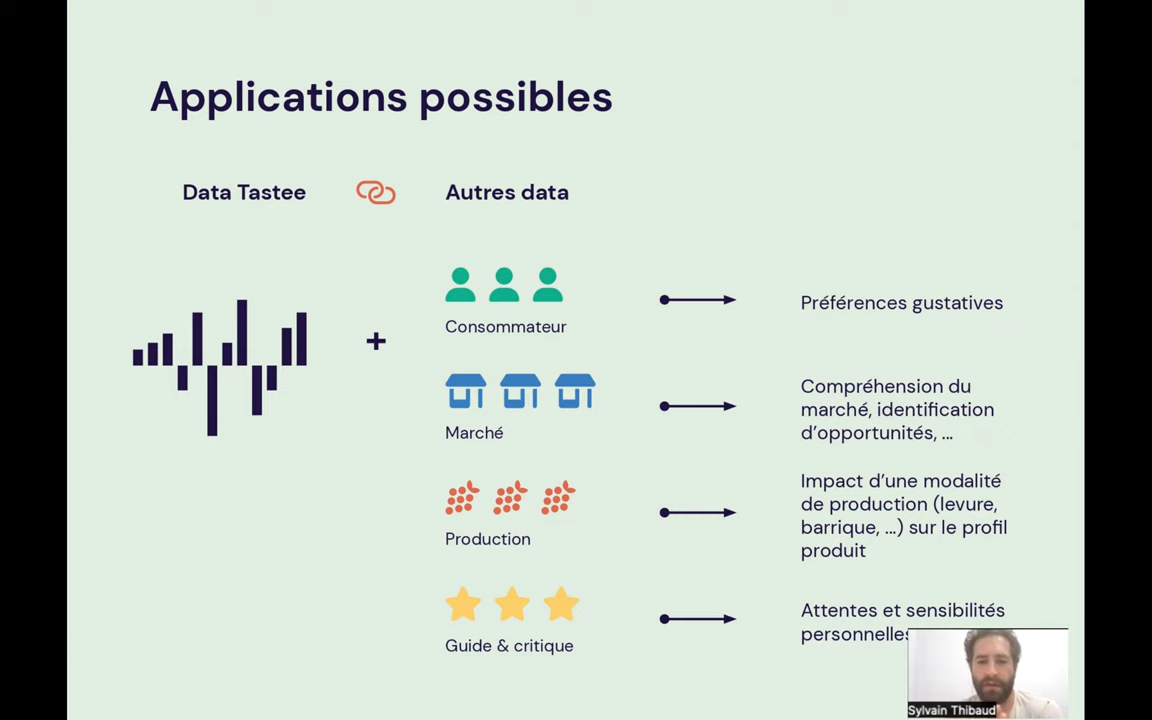 Applications possibles
Data Tastee
Autres data
+
Consommateur
Préférences gustatives
Marché
Compréhension du
marché, identification
d’opportunités, ...
Production
Impact d’une modalité
de production (levure,
barrique, ...) sur le profil
produit
Guide & critique
Attentes et sensibilités
personnelles
Sylvain Thibaud